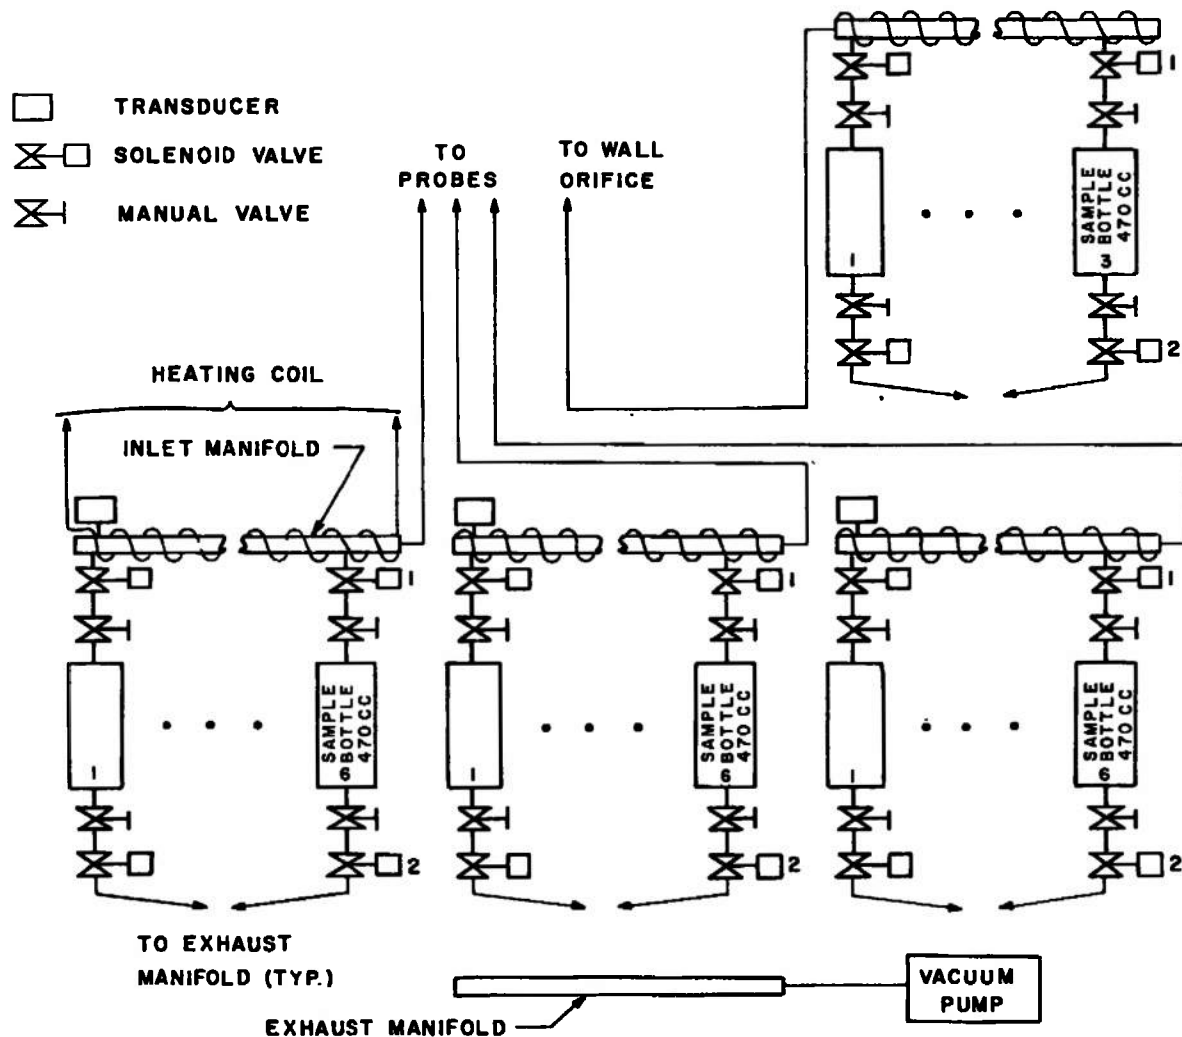 TRANSDUCER
SOLENOID VALVE
MANUAL VALVE
TO
PROBES
TO WALL
ORIFICE
1
1
SAMPLE
BOTTLE
470 CC
3
2
HEATING COIL
INLET MANIFOLD
1
1
1
1
SAMPLE
BOTTLE
470 CC
6
1
SAMPLE
BOTTLE
470 CC
6
1
SAMPLE
BOTTLE
470 CC
6
2
2
2
TO EXHAUST
MANIFOLD (TYP.)
VACUUM
PUMP
EXHAUST MANIFOLD